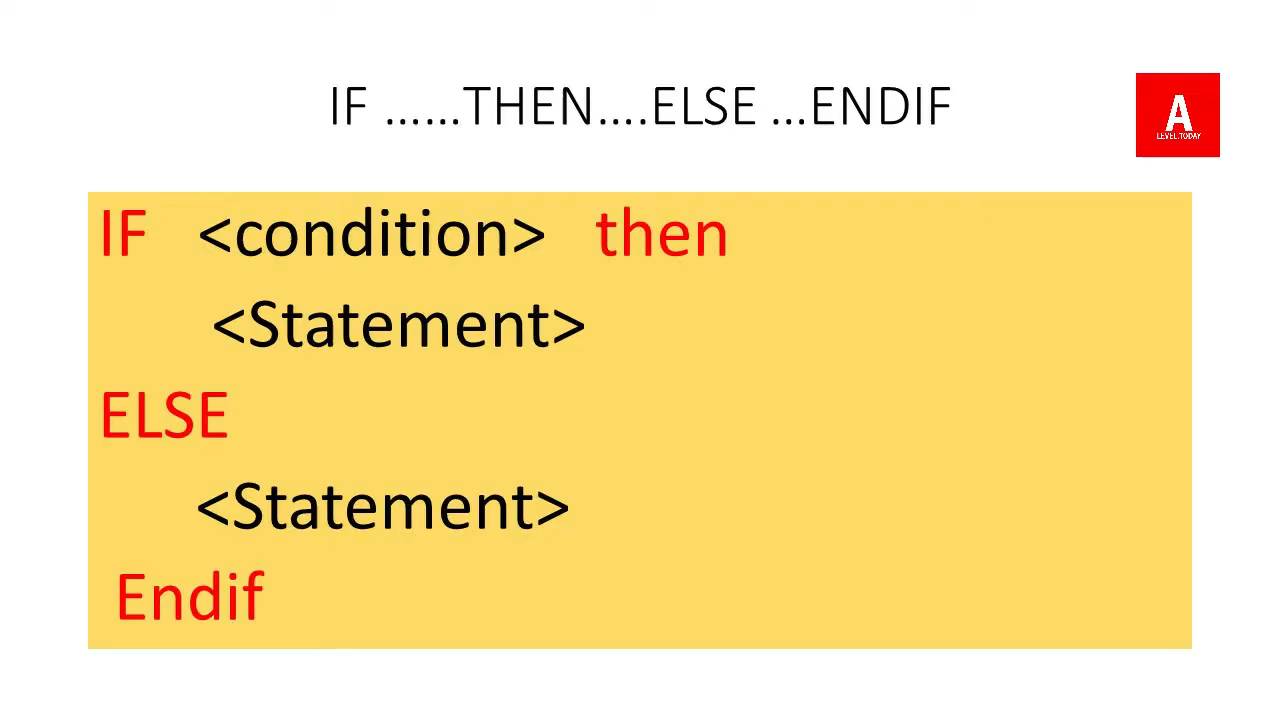 IF ……THEN….ELSE …ENDIF
A
LEVEL.TODAY
IF <condition> then
<Statement>
ELSE
<Statement>
Endif